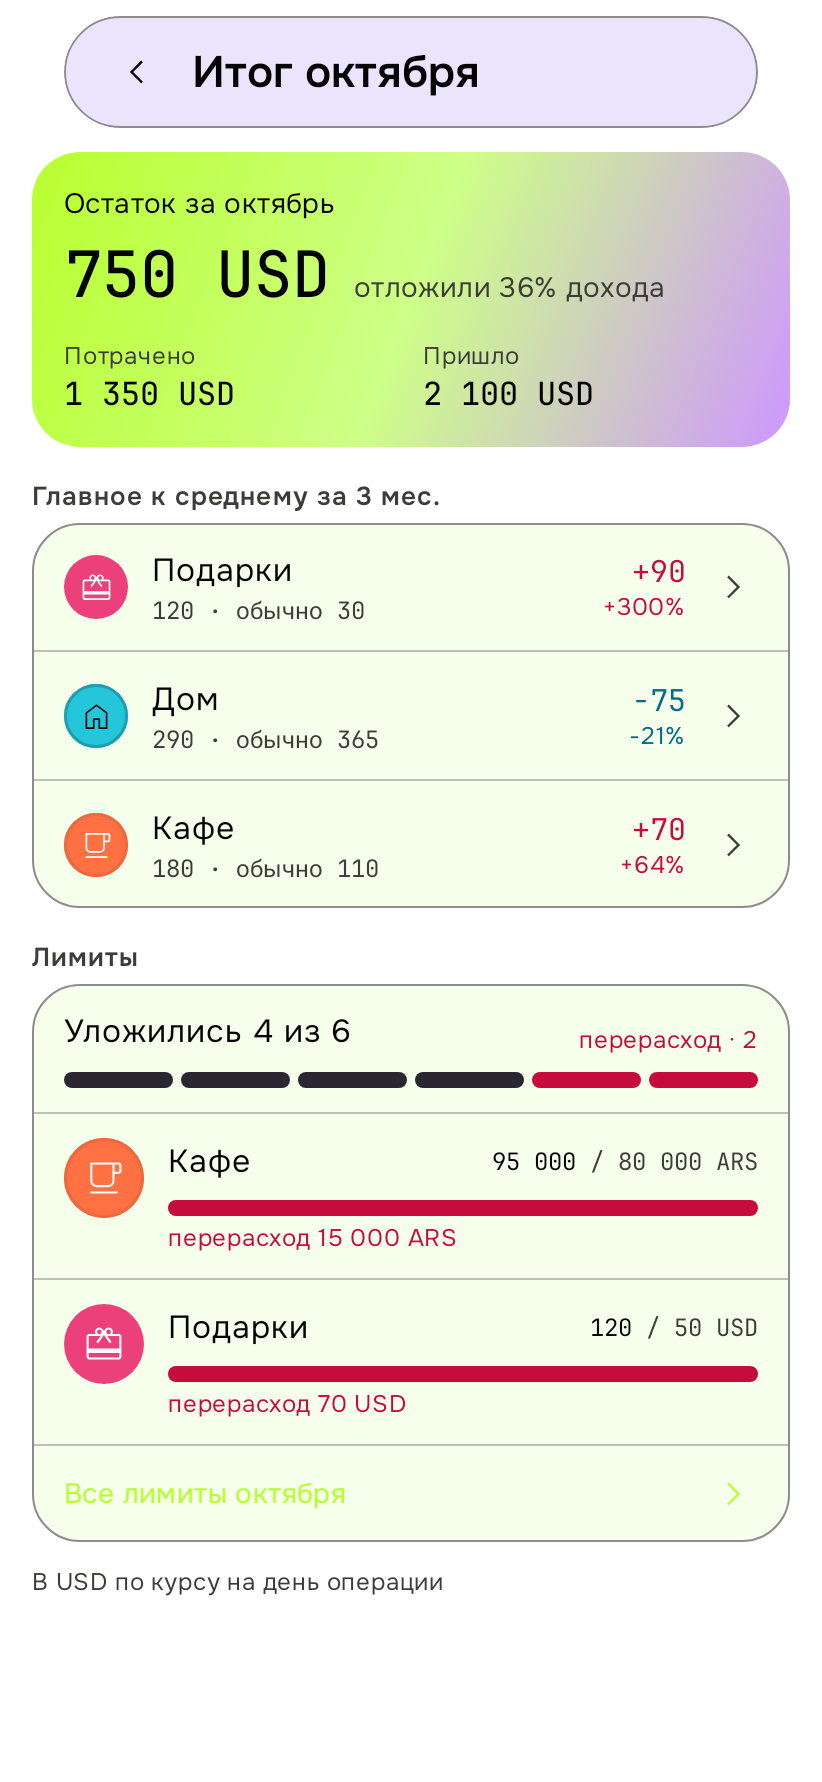 Итог октября
Остаток за октябрь
750 USD отложили 36% дохода
Потрачено Пришло
1 350 USD 2 100 USD
Главное к среднему за 3 мес.
Подарки +90
120 · обычно 30 +300%
Дом -75
290 · обычно 365 -21%
Кафе +70
180 · обычно 110 +64%
Лимиты
Уложились 4 из 6 перерасход · 2
Кафе 95 000 / 80 000 ARS
перерасход 15 000 ARS
Подарки 120 / 50 USD
перерасход 70 USD
Все лимиты октября
В USD по курсу на день операции